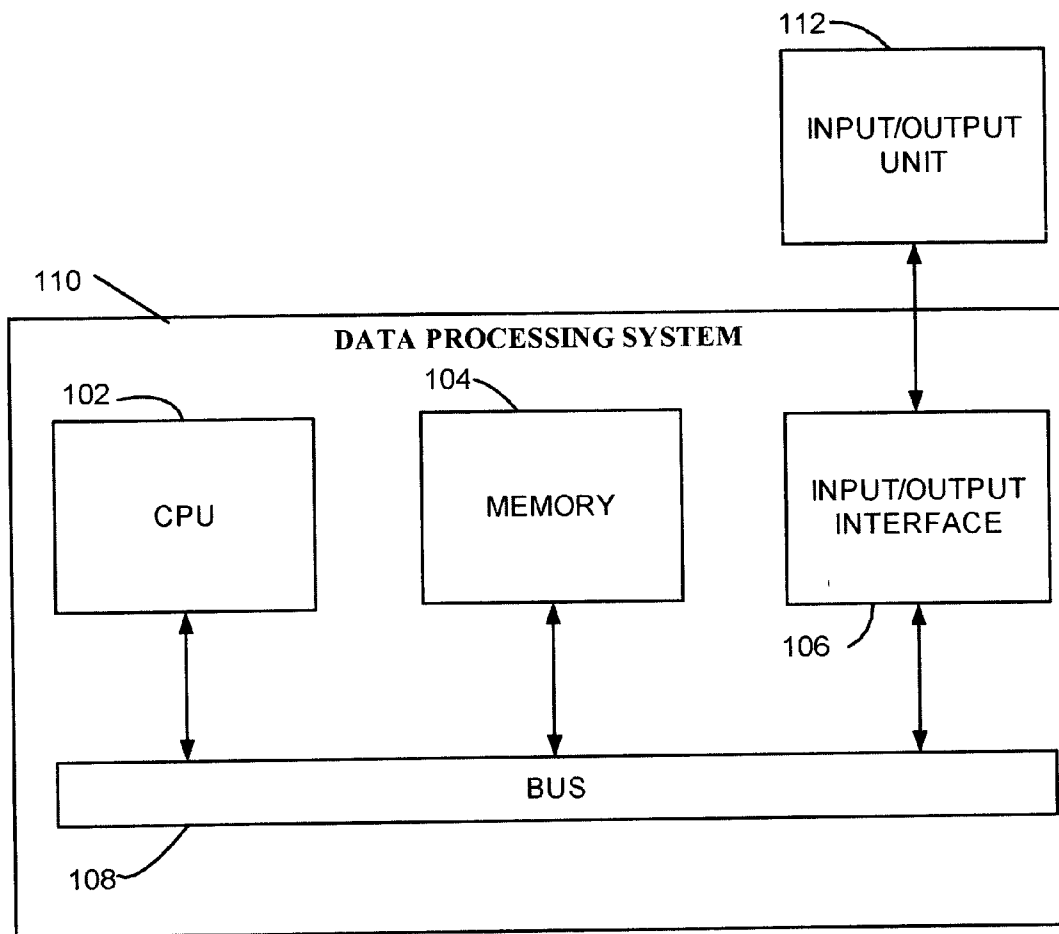 112
INPUT/OUTPUT
UNIT
110
DATA PROCESSING SYSTEM
102
104
CPU
MEMORY
INPUT/OUTPUT
INTERFACE
106
BUS
108